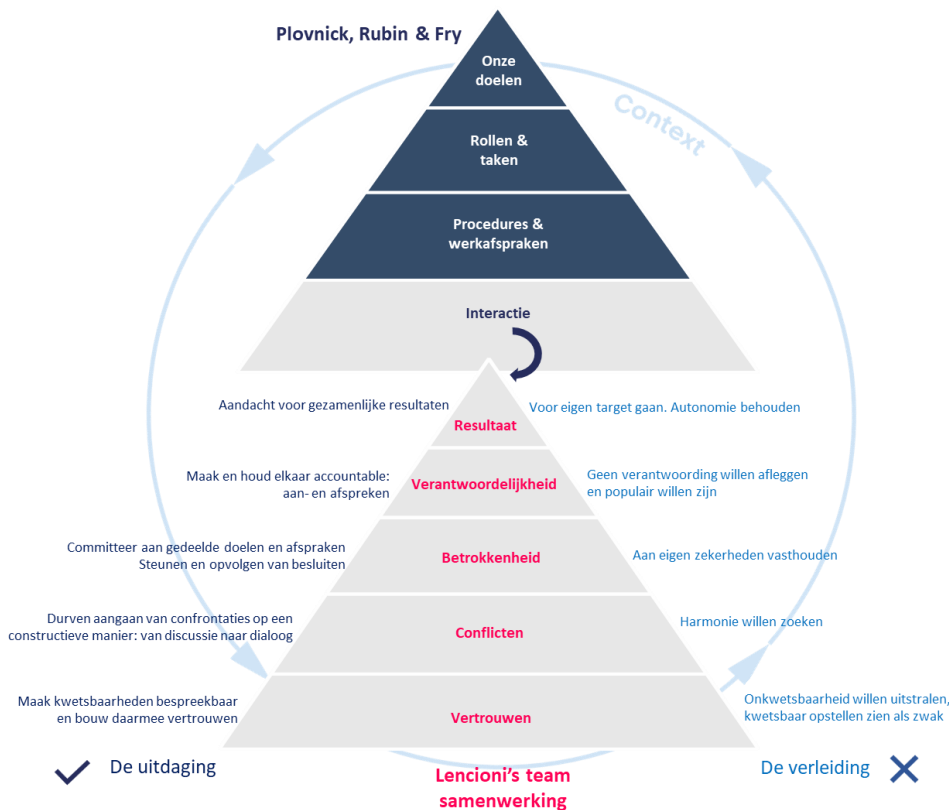 Plovnick, Rubin & Fry
Onze
doelen
Context
Rollen &
taken
Procedures &
werkafspraken
Interactie
Aandacht voor gezamenlijke resultaten
Voor eigen target gaan. Autonomie behouden
Resultaat
Maak en houd elkaar accountable:
aan- en afspreken
Verantwoordelijkheid
Geen verantwoording willen afleggen
en populair willen zijn
Committeer aan gedeelde doelen en afspraken
Steunen en opvolgen van besluiten
Betrokkenheid
Aan eigen zekerheden vasthouden
Durven aangaan van confrontaties op een
constructieve manier: van discussie naar dialoog
Conflicten
Harmonie willen zoeken
Maak kwetsbaarheden bespreekbaar
en bouw daarmee vertrouwen
Vertrouwen
Onkwetsbaarheid willen uitstralen,
kwetsbaar opstellen zien als zwak
De uitdaging
Lencioni's team
samenwerking
De verleiding